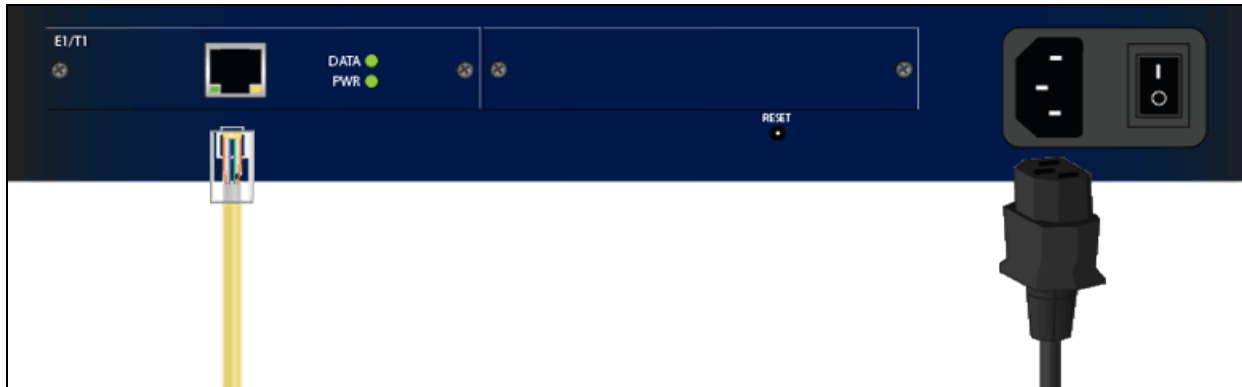 E1/T1
DATA
PWR
RESET